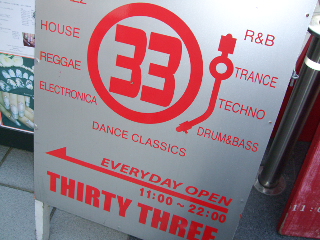 HOUSE
R&B
REGGAE
33
TRANCE
ELECTRONICA
TECHNO
DRUM&BASS
DANCE CLASSICS
EVERYDAY OPEN
11:00~22:00
THIRTY THREE